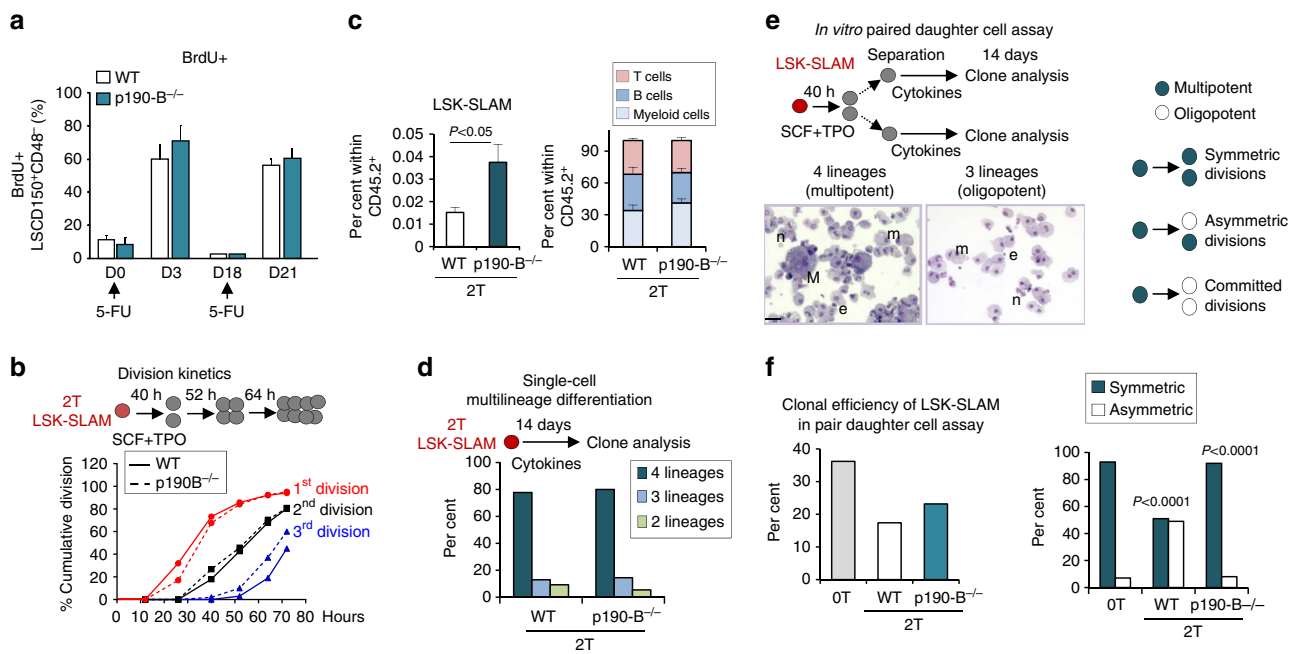 a
BrdU+
WT
p190-B–/–
BrdU+
LSCD150+CD48– (%)
100
80
60
40
20
0
D0
D3
D18
D21
5-FU
5-FU
b
Division kinetics
2T
LSK-SLAM
40 h
52 h
64 h
SCF+TPO
WT
p190B–/–
% Cumulative division
120
100
80
60
40
20
0
1st division
2nd division
3rd division
0 10 20 30 40 50 60 70 80 Hours
c
LSK-SLAM
P<0.05
Per cent within
CD45.2+
0.05
0.04
0.03
0.02
0.01
0
WT p190-B–/–
2T
T cells
B cells
Myeloid cells
Per cent within
CD45.2+
90
60
30
0
WT p190-B–/–
2T
d
Single-cell
multilineage differentiation
2T
LSK-SLAM
14 days
Clone analysis
Cytokines
4 lineages
3 lineages
2 lineages
Per cent
80
60
40
20
0
WT
p190-B–/–
2T
e
In vitro paired daughter cell assay
Separation
14 days
LSK-SLAM
40 h
SCF+TPO
Clone analysis
Cytokines
Clone analysis
Cytokines
4 lineages
(multipotent)
3 lineages
(oligopotent)
n
m
M
e
m
e
n
Multipotent
Oligopotent
Symmetric
divisions
Asymmetric
divisions
Committed
divisions
f
Clonal efficiency of LSK-SLAM
in pair daughter cell assay
Per cent
40
30
20
10
0
0T
WT
p190-B–/–
2T
Symmetric
Asymmetric
Per cent
100
80
60
40
20
0
P<0.0001
P<0.0001
0T
WT
p190-B–/–
2T